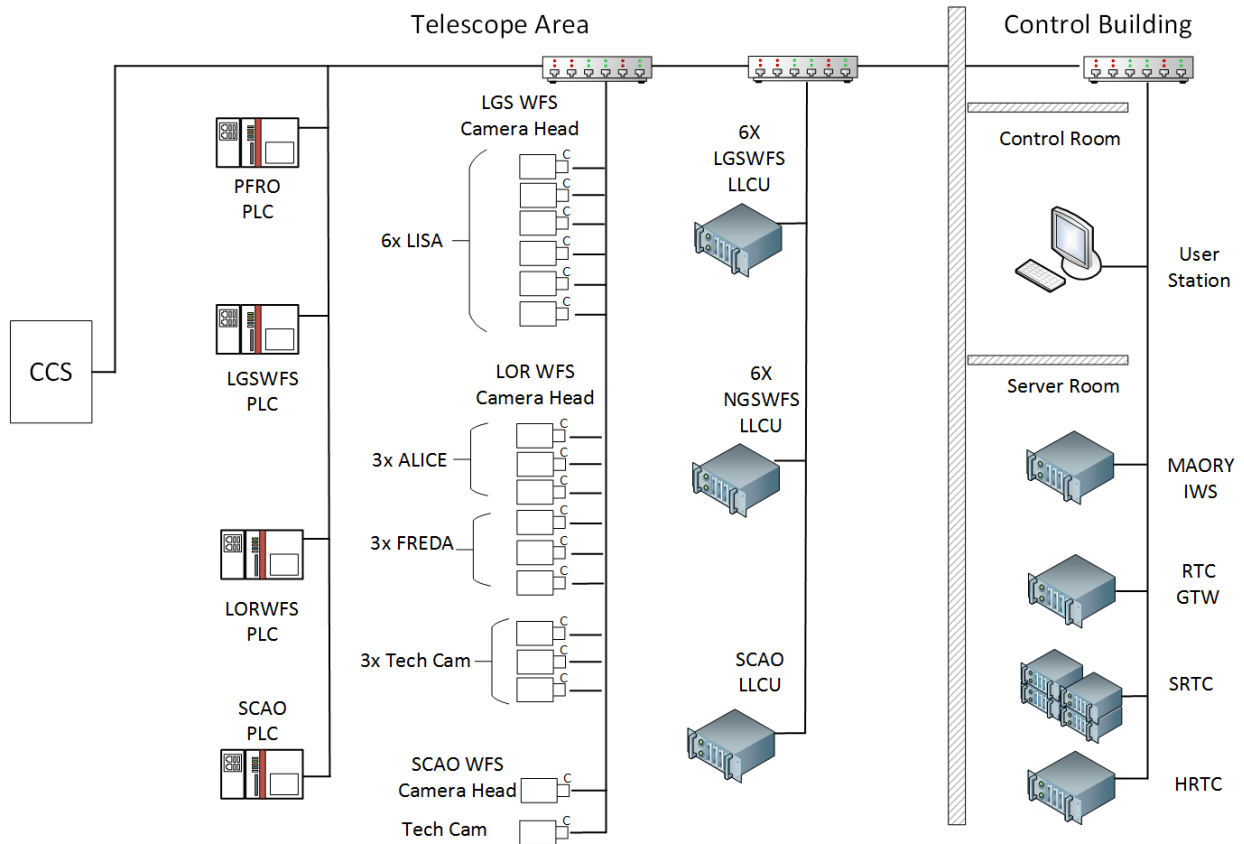 Telescope Area
Control Building
PFRO
PLC
LGSWFS
PLC
CCS
LORWFS
PLC
SCAO
PLC
LGS WFS
Camera Head
C
C
C
6x LISA
C
C
C
LOR WFS
Camera Head
C
3x ALICE
C
C
C
3x FREDA
C
C
C
3x Tech Cam
C
C
SCAO WFS
Camera Head
C
Tech Cam
C
6X
LGSWFS
LLCU
6X
NGSWFS
LLCU
SCAO
LLCU
Control Room
User
Station
Server Room
MAORY
IWS
RTC
GTW
SRTC
HRTC